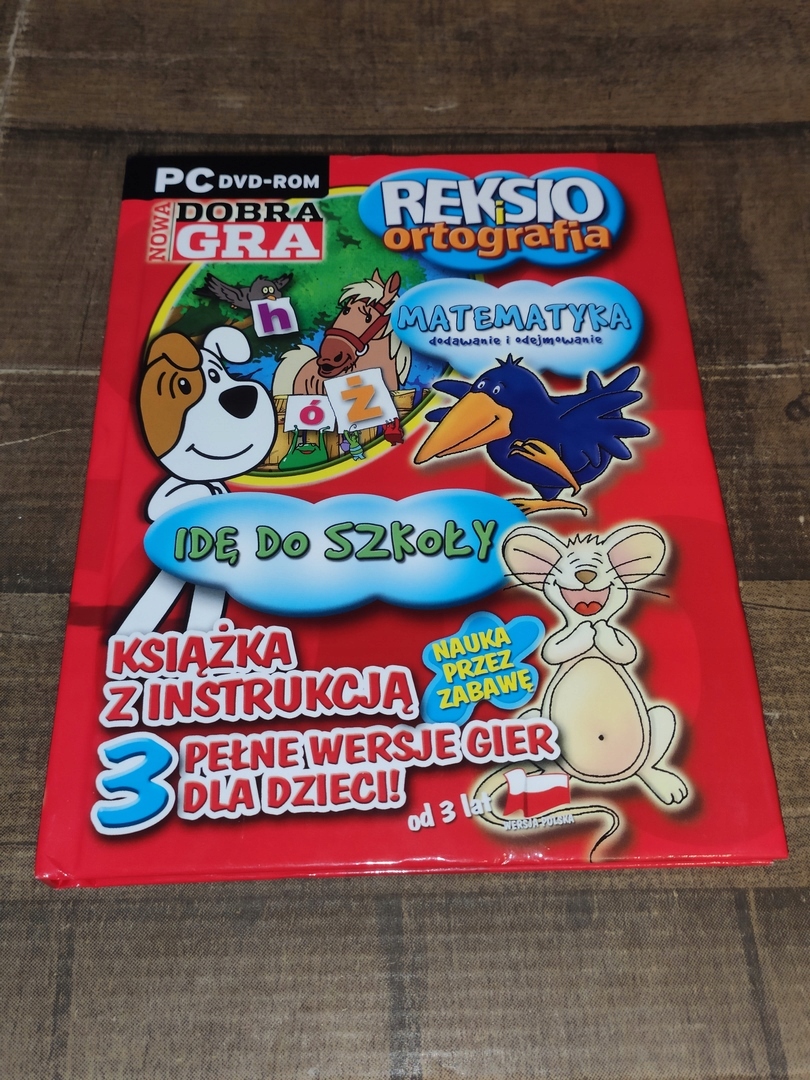 PC DVD-ROM
NOWA
DOBRA
GRA
REKSIO
i
ortografia
h
ó
Ż
MATEMATYKA
dodawanie i odejmowanie
IDĘ DO SZKOŁY
KSIĄŻKA
Z INSTRUKCJĄ
NAUKA
PRZEZ
ZABAWĘ
3 PEŁNE WERSJE GIER
DLA DZIECI!
od 3 lat
WERSJA POLSKA